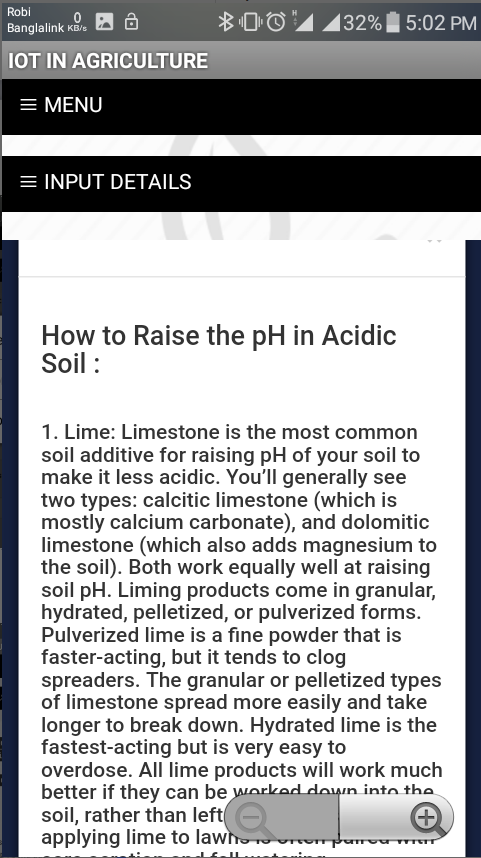 Robi
Banglalink 0 KB/s H 32% 5:02 PM
IOT IN AGRICULTURE
MENU
INPUT DETAILS
How to Raise the pH in Acidic
Soil :
1. Lime: Limestone is the most common
soil additive for raising pH of your soil to
make it less acidic. You’ll generally see
two types: calcitic limestone (which is
mostly calcium carbonate), and dolomitic
limestone (which also adds magnesium to
the soil). Both work equally well at raising
soil pH. Liming products come in granular,
hydrated, pelletized, or pulverized forms.
Pulverized lime is a fine powder that is
faster-acting, but it tends to clog
spreaders. The granular or pelletized types
of limestone spread more easily and take
longer to break down. Hydrated lime is the
fastest-acting but is very easy to
overdose. All lime products will work much
better if they can be worked down into the
soil, rather than left
applying lime to lawns is often paired with